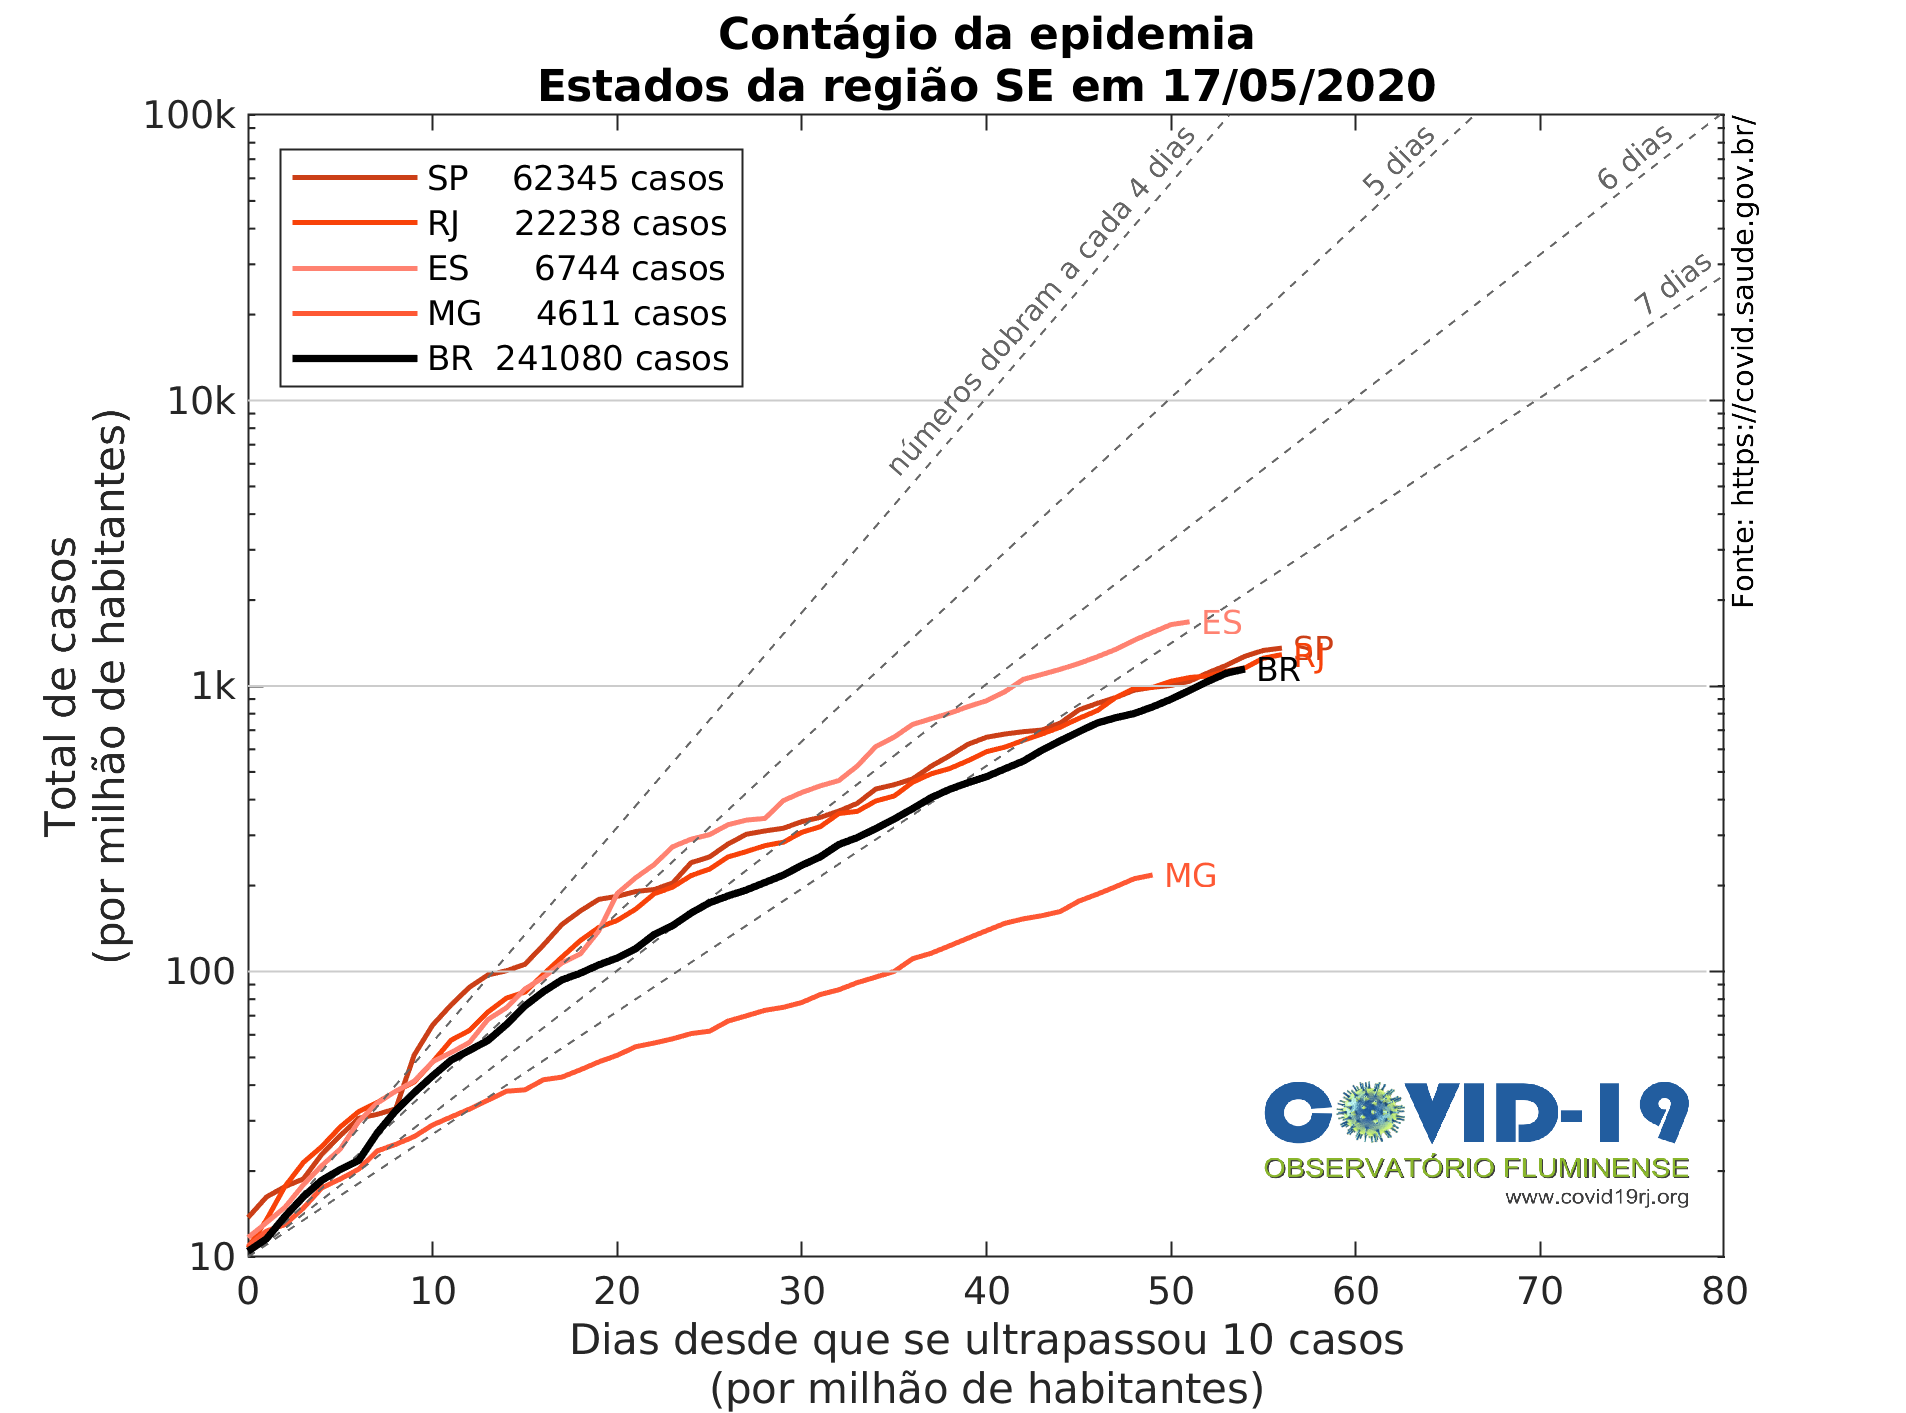 Contágio da epidemia
Estados da região SE em 17/05/2020
100k
10k
1k
100
10
Total de casos
(por milhão de habitantes)
SP 62345 casos
RJ 22238 casos
ES 6744 casos
MG 4611 casos
BR 241080 casos
números dobram a cada 4 dias
5 dias
6 dias
7 dias
Fonte: https://covid.saude.gov.br/
ES
SP
RJ
BR
MG
COVID-19
OBSERVATÓRIO FLUMINENSE
www.covid19rj.org
0 10 20 30 40 50 60 70 80
Dias desde que se ultrapassou 10 casos
(por milhão de habitantes)